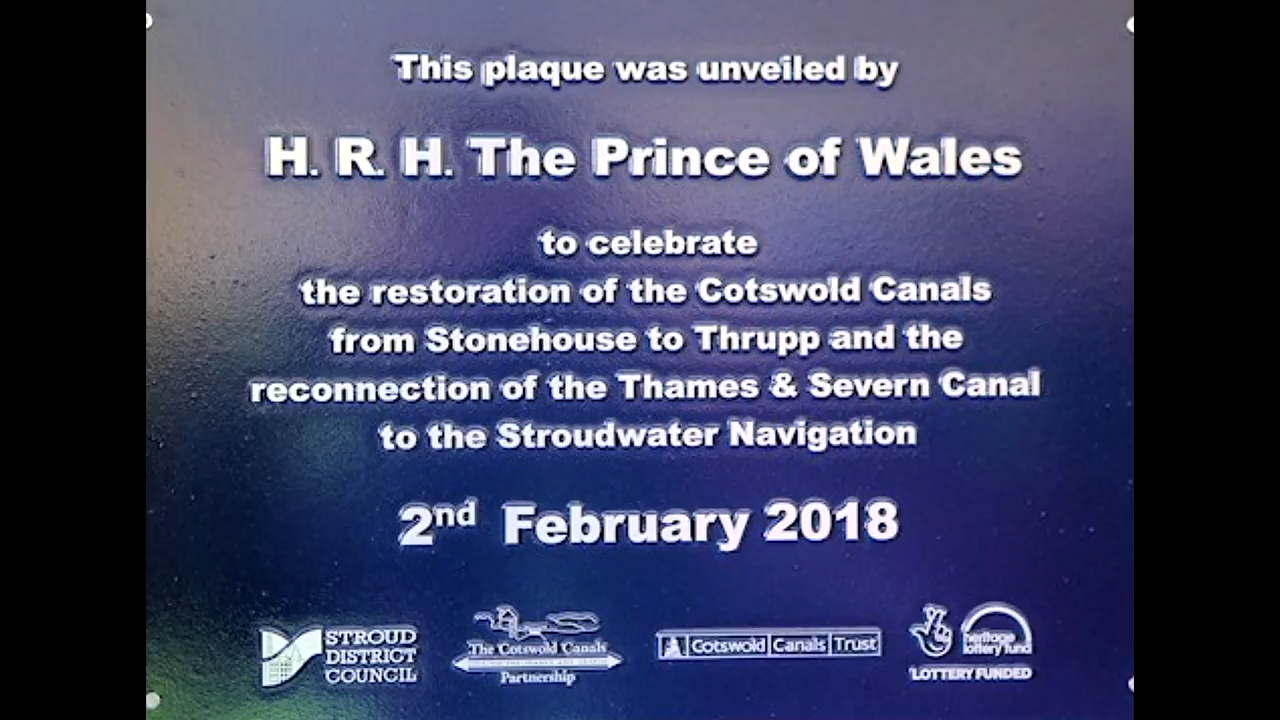 This plaque was unveiled by
H. R. H. The Prince of Wales
to celebrate
the restoration of the Cotswold Canals
from Stonehouse to Thrupp and the
reconnection of the Thames & Severn Canal
to the Stroudwater Navigation
2nd February 2018
STROUD
DISTRICT
COUNCIL
The Cotswold Canals
Partnership
Cotswold Canals Trust
heritage
lottery fund
LOTTERY FUNDED